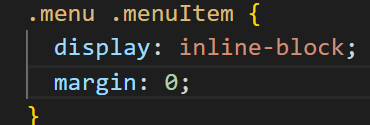 .menu .menuItem {
display: inline-block;
margin: 0;
}